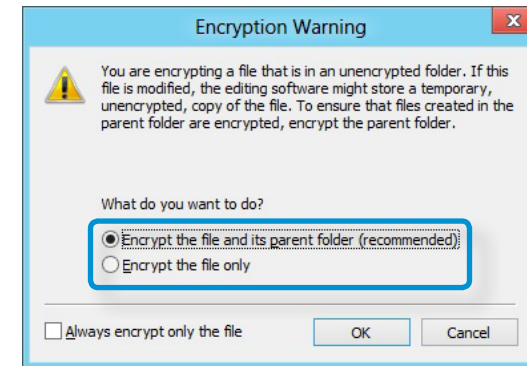 Encryption Warning
You are encrypting a file that is in an unencrypted folder. If this
file is modified, the editing software might store a temporary,
unencrypted, copy of the file. To ensure that files created in the
parent folder are encrypted, encrypt the parent folder.
What do you want to do?
Encrypt the file and its parent folder (recommended)
Encrypt the file only
Always encrypt only the file
OK Cancel